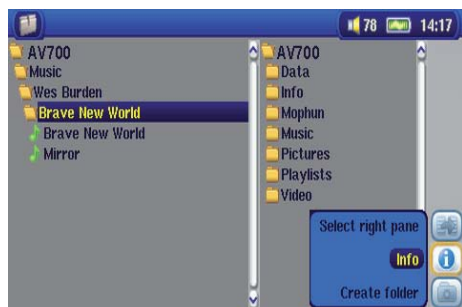 78 14:17
AV700
Music
Wes Burden
Brave New World
Brave New World
Mirror
AV700
Data
Info
Mophun
Music
Pictures
Playlists
Video
Select right pane
Info
Create folder